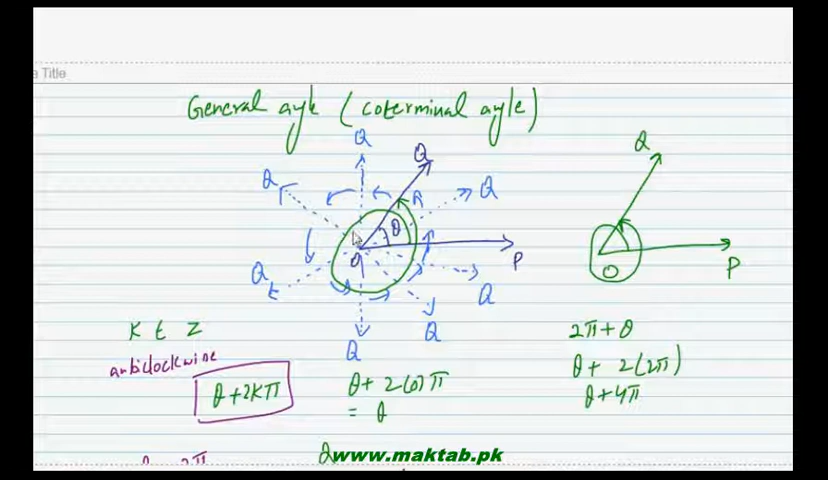 e Title
General angle (coterminal angle)
Q Q Q Q Q
θ
O P
Q Q Q Q
O P
K ∈ Z
2π + θ
anticlockwise
θ + 2(2π)
θ + 2Kπ
θ + 2(0)π
θ + 4π
= θ
www.maktab.pk